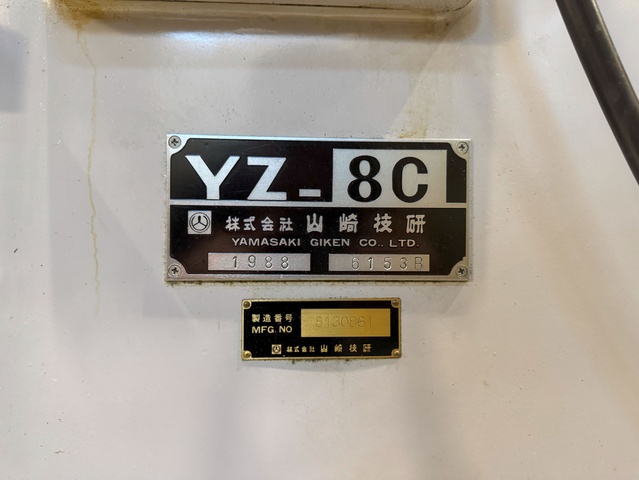 YZ-8C
株式会社 山崎技研
YAMASAKI GIKEN CO., LTD.
1988 6153R
製造番号
MFG. NO 8130861
株式会社 山崎技研